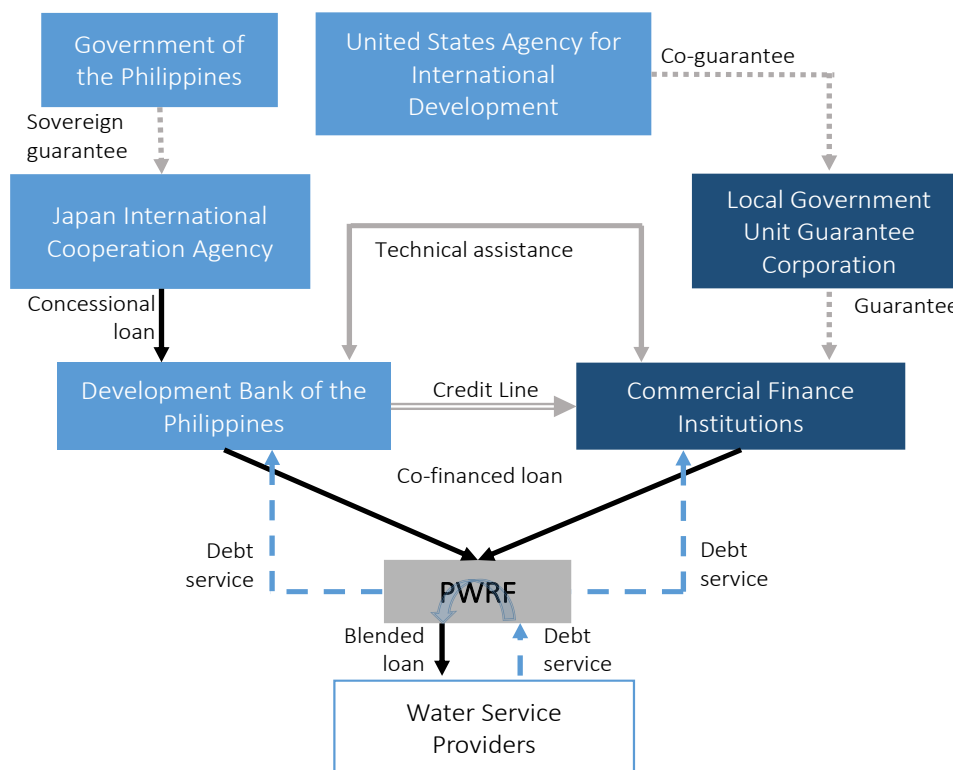 Government of
the Philippines
United States Agency for
International
Development
Co-guarantee
Sovereign
guarantee
Japan International
Cooperation Agency
Local Government
Unit Guarantee
Corporation
Technical assistance
Concessional
loan
Guarantee
Development Bank of the
Philippines
Credit Line
Commercial Finance
Institutions
Co-financed loan
Debt
service
Debt
service
PWRF
Blended
loan
Debt
service
Water Service
Providers